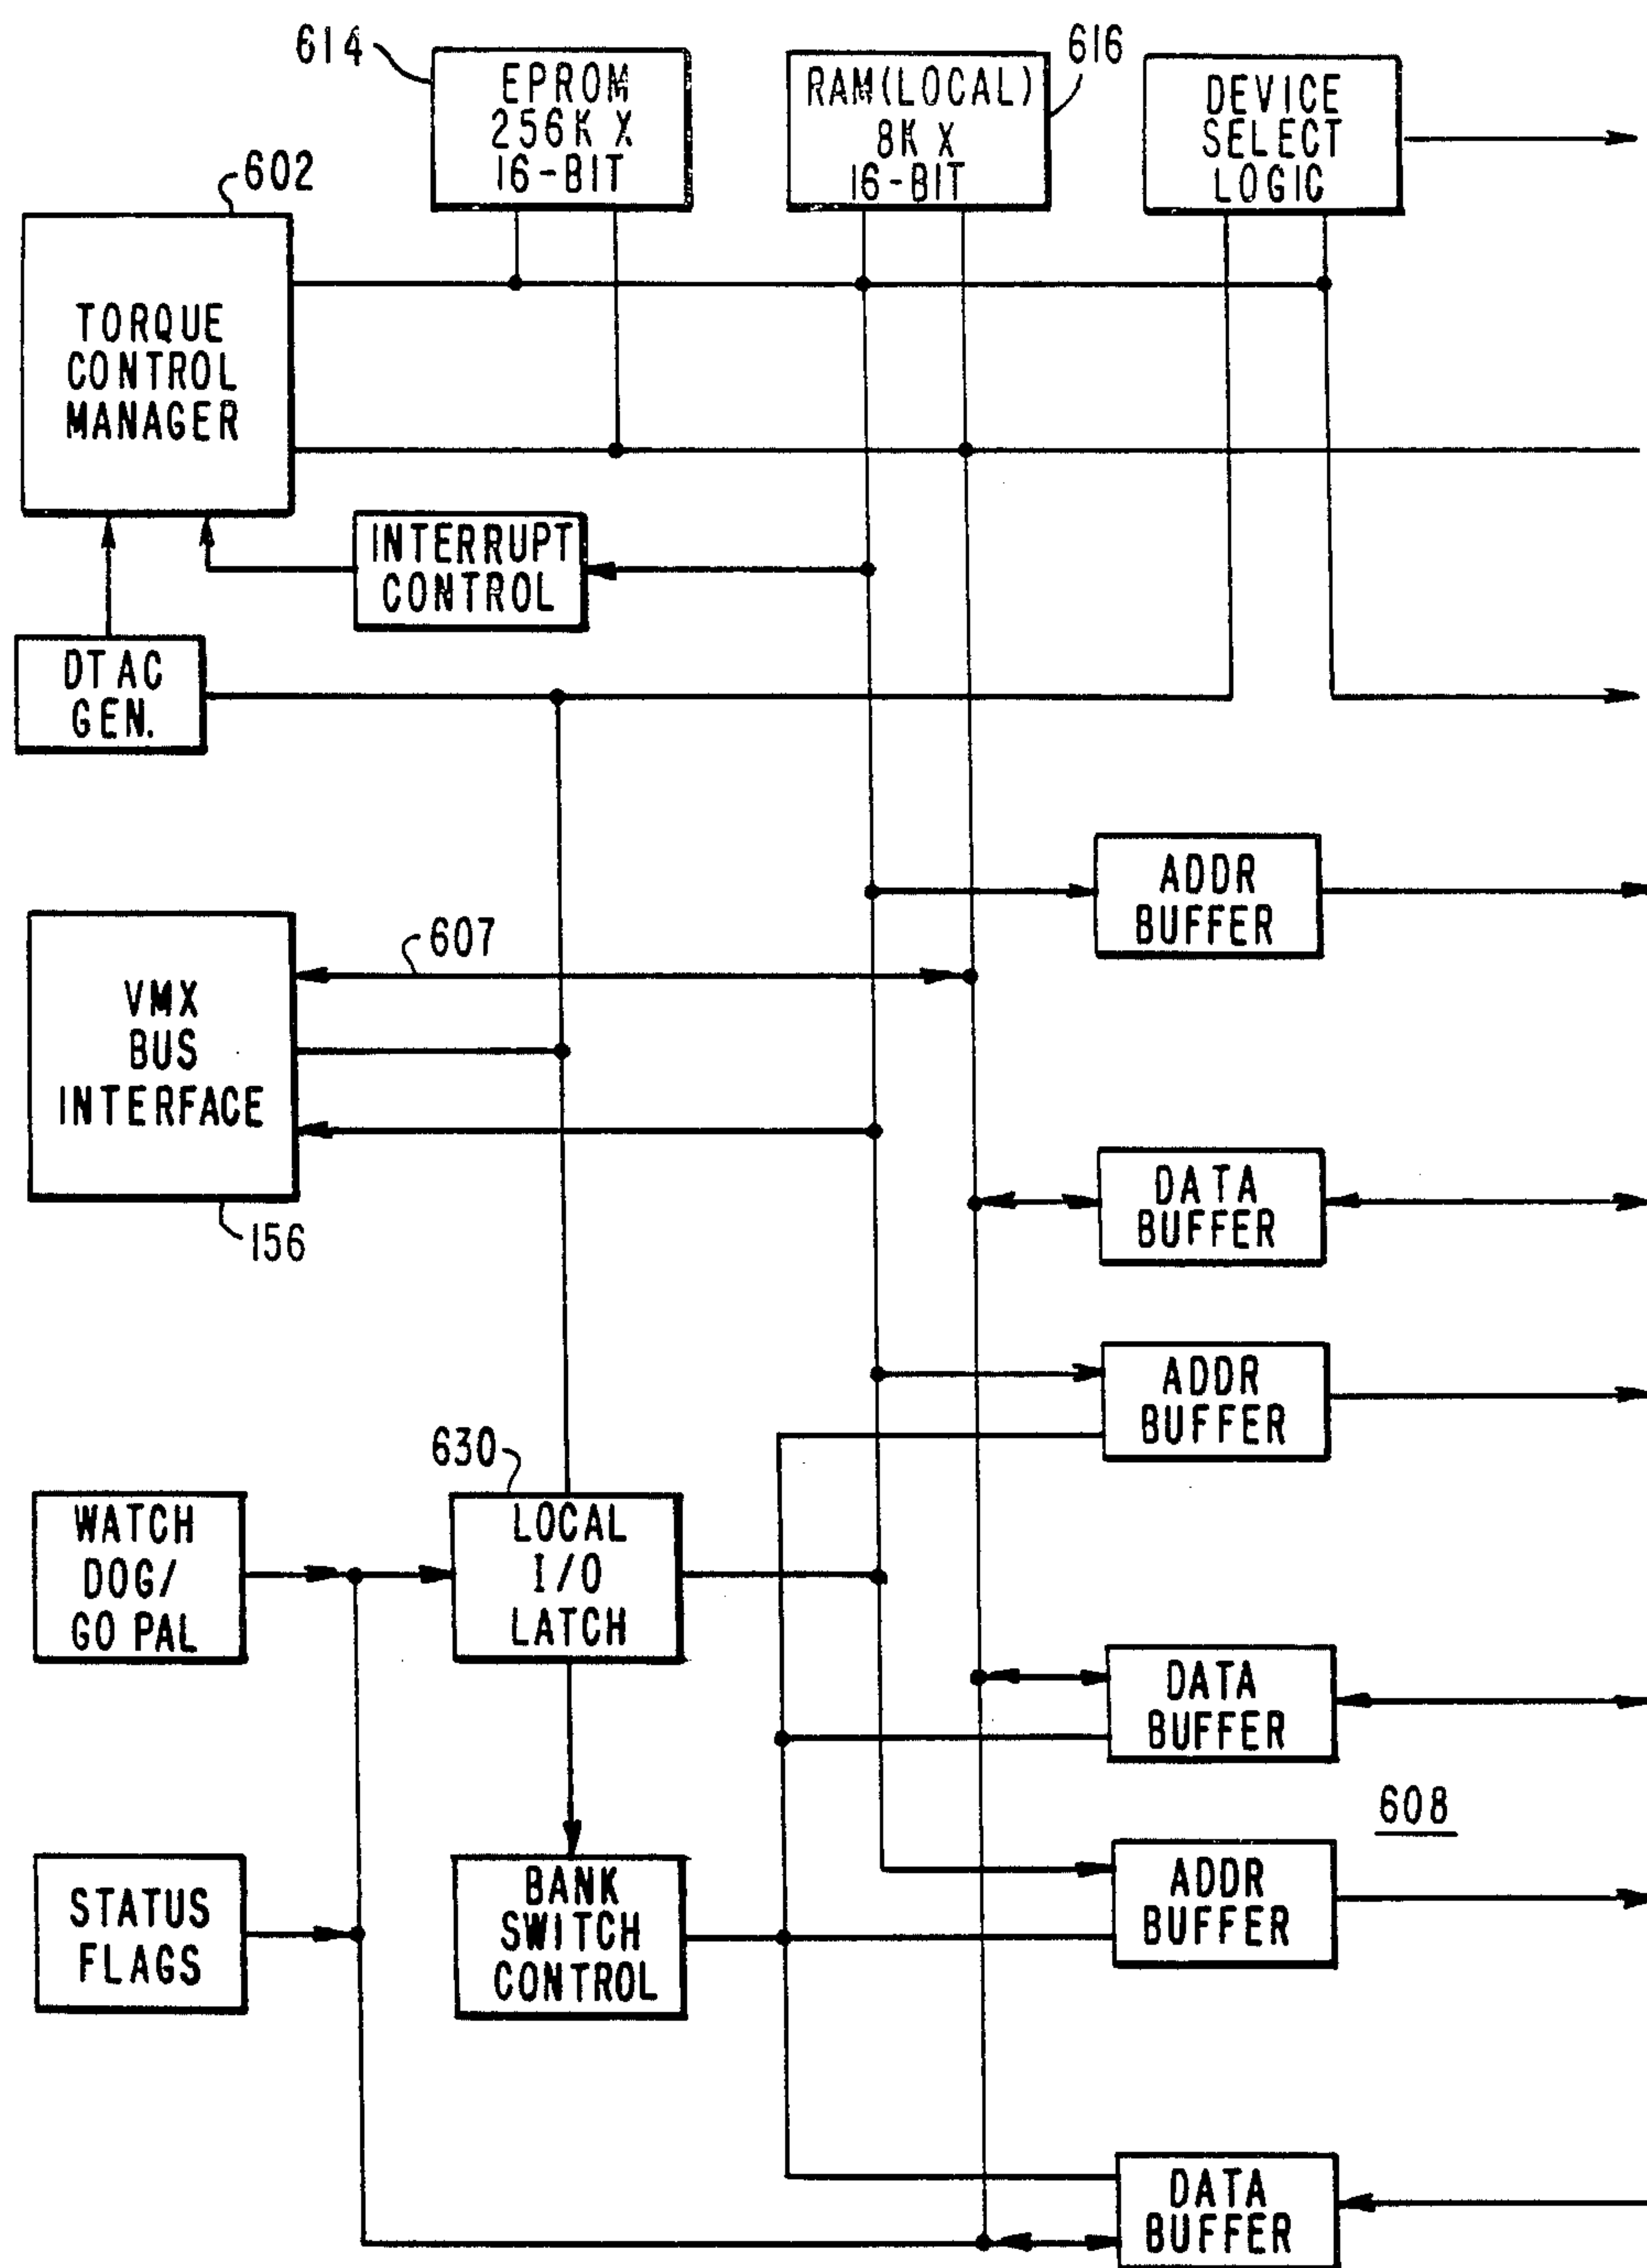 614
EPROM
256K X
16-BIT
RAM(LOCAL)
8K X
16-BIT
616
DEVICE
SELECT
LOGIC
602
TORQUE
CONTROL
MANAGER
INTERRUPT
CONTROL
DTAC
GEN.
ADDR
BUFFER
607
VMX
BUS
INTERFACE
156
DATA
BUFFER
ADDR
BUFFER
630
WATCH
DOG/
GO PAL
LOCAL
I/O
LATCH
DATA
BUFFER
608
STATUS
FLAGS
BANK
SWITCH
CONTROL
ADDR
BUFFER
DATA
BUFFER